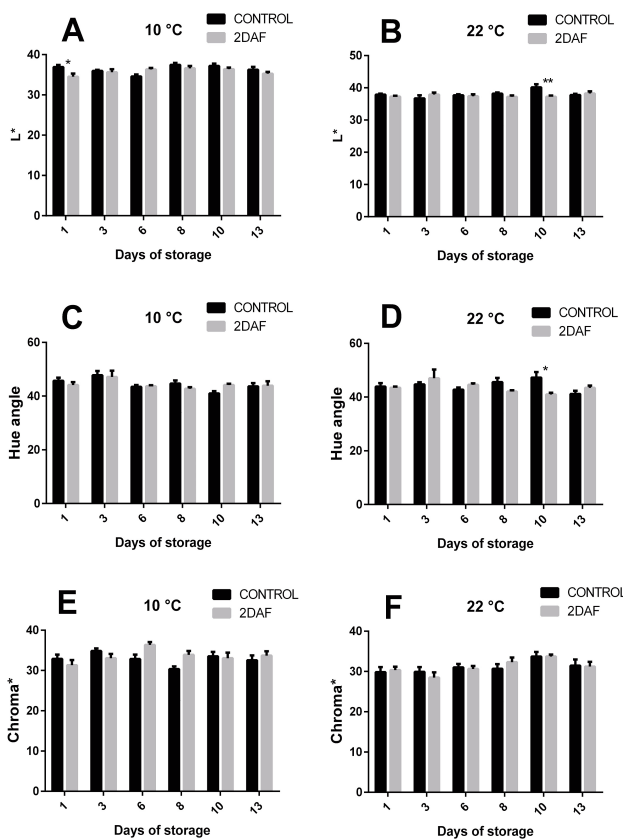 A
10 °C
CONTROL
2DAF
L*
40
30
20
10
0
*
1 3 6 8 10 13
Days of storage
B
22 °C
CONTROL
2DAF
L*
50
40
30
20
10
0
**
1 3 6 8 10 13
Days of storage
C
10 °C
CONTROL
2DAF
Hue angle
60
40
20
0
1 3 6 8 10 13
Days of storage
D
22 °C
CONTROL
2DAF
Hue angle
60
40
20
0
*
1 3 6 8 10 13
Days of storage
E
10 °C
CONTROL
2DAF
Chroma*
40
30
20
10
0
1 3 6 8 10 13
Days of storage
F
22 °C
CONTROL
2DAF
Chroma*
40
30
20
10
0
1 3 6 8 10 13
Days of storage